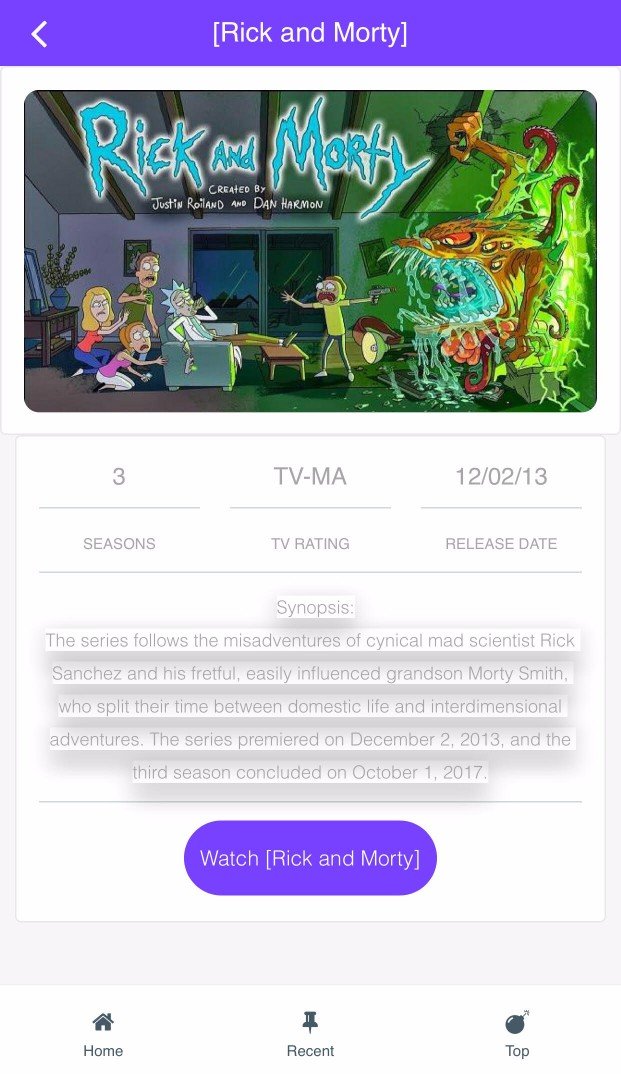 [Rick and Morty]
RICK AND MORTY
CREATED BY
JUSTIN ROILAND AND DAN HARMON
3
TV-MA
12/02/13
SEASONS
TV RATING
RELEASE DATE
Synopsis:
The series follows the misadventures of cynical mad scientist Rick
Sanchez and his fretful, easily influenced grandson Morty Smith,
who split their time between domestic life and interdimensional
adventures. The series premiered on December 2, 2013, and the
third season concluded on October 1, 2017.
Watch [Rick and Morty]
Home
Recent
Top